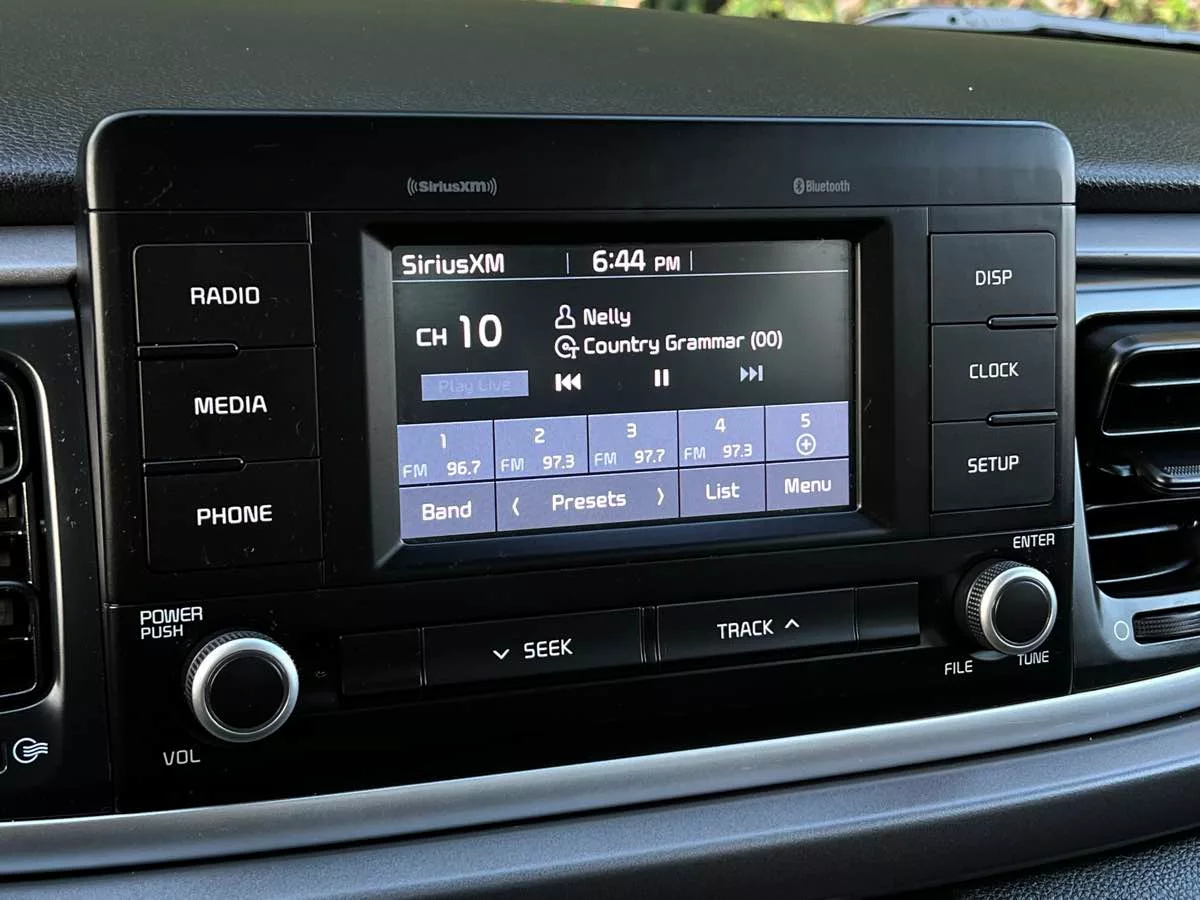 SiriusXM
Bluetooth
SiriusXM 6:44 PM
RADIO
MEDIA
PHONE
CH 10
Nelly
Country Grammar (00)
Play Live
1 2 3 4 5
FM 96.7 FM 97.3 FM 97.7 FM 97.3
Band Presets List Menu
DISP
CLOCK
SETUP
POWER
PUSH
VOL
SEEK
TRACK
ENTER
FILE
TUNE